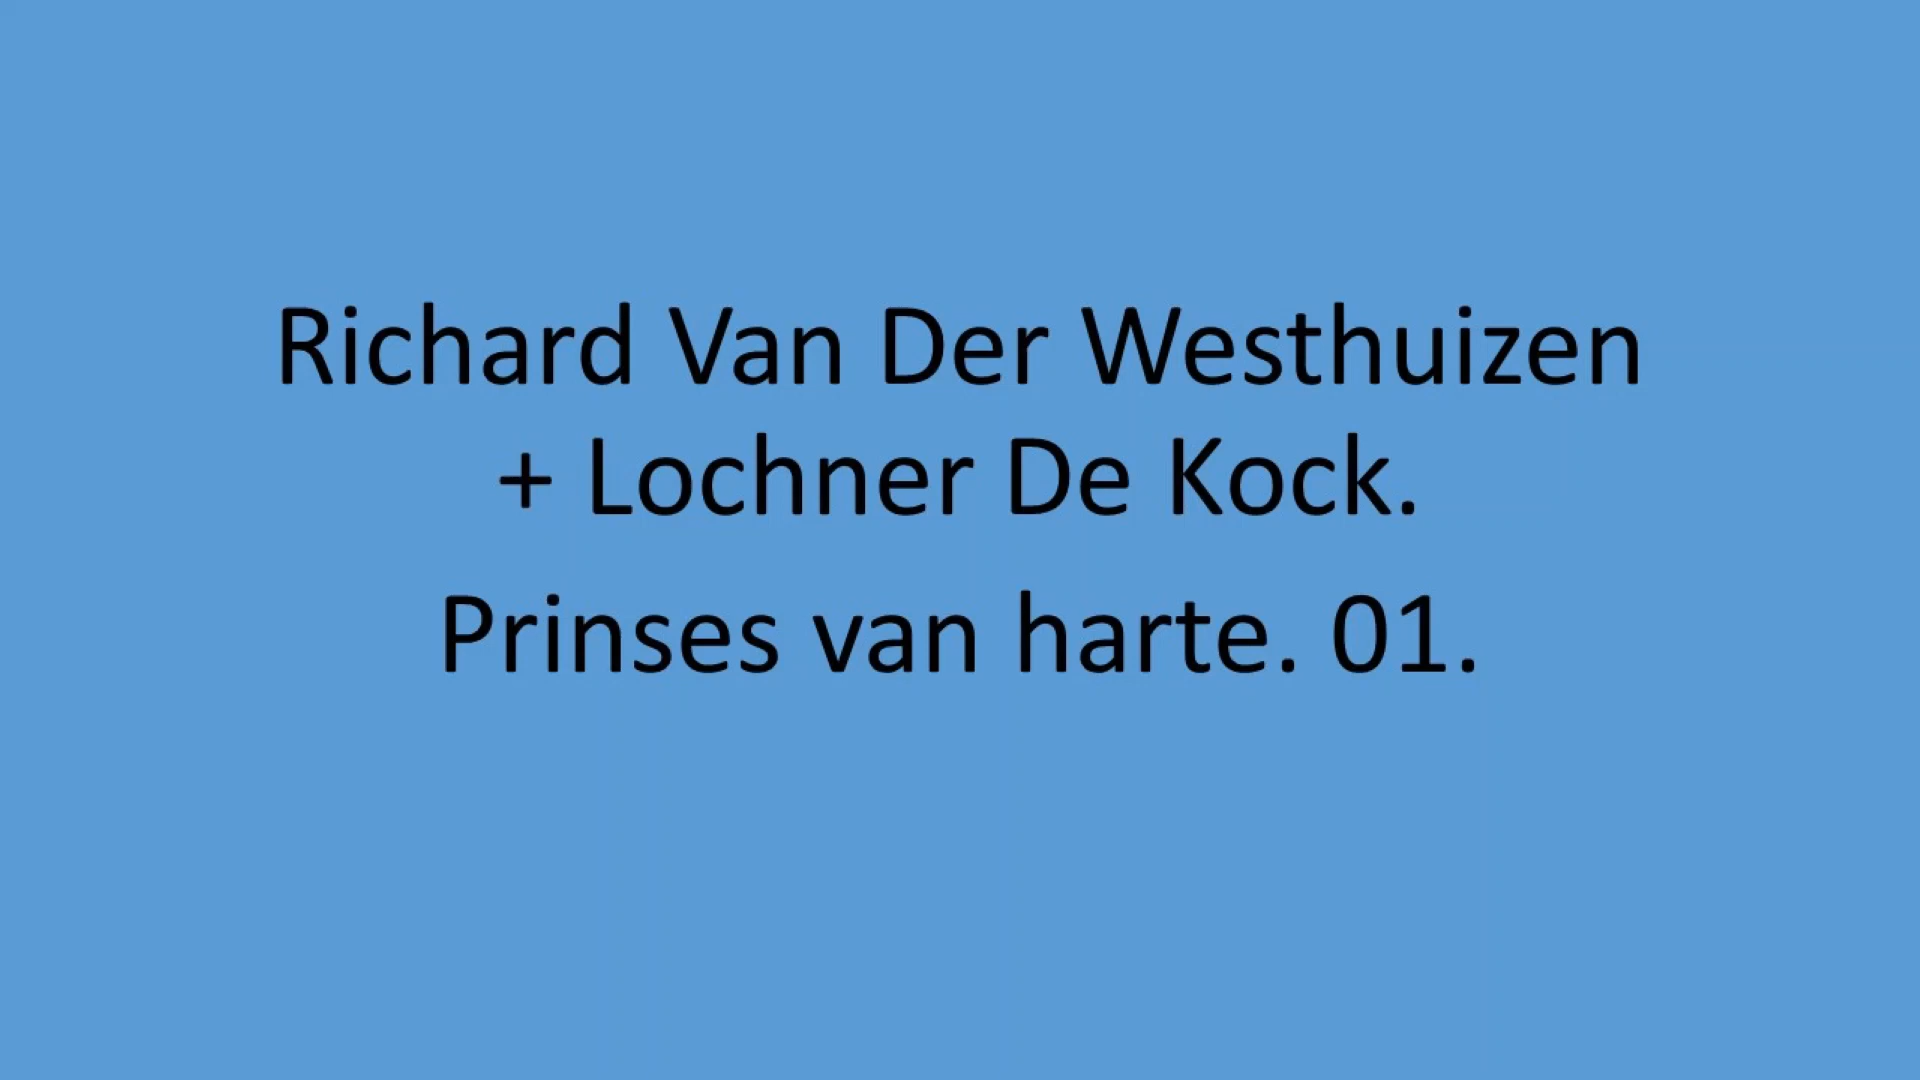 Richard Van Der Westhuizen
+ Lochner De Kock.
Prinses van harte. 01.